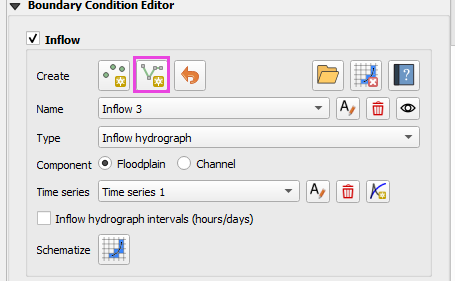 Boundary Condition Editor
Inflow
Create
Name Inflow 3
Type Inflow hydrograph
Component Floodplain Channel
Time series Time series 1
Inflow hydrograph intervals (hours/days)
Schematize